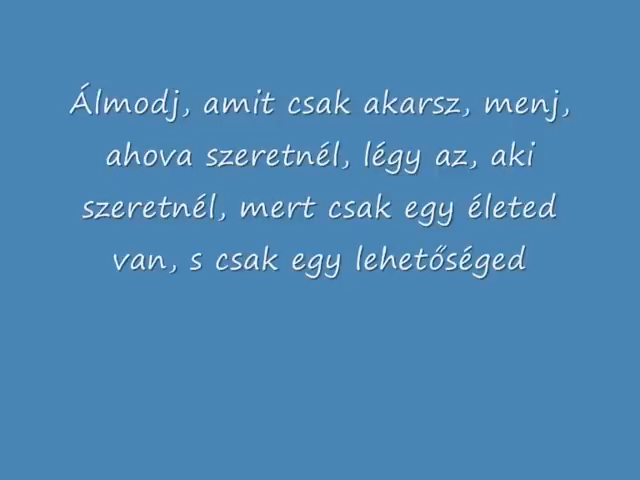 Álmodj, amit csak akarsz, menj,
ahova szeretnél, légy az, aki
szeretnél, mert csak egy életed
van, s csak egy lehetőséged